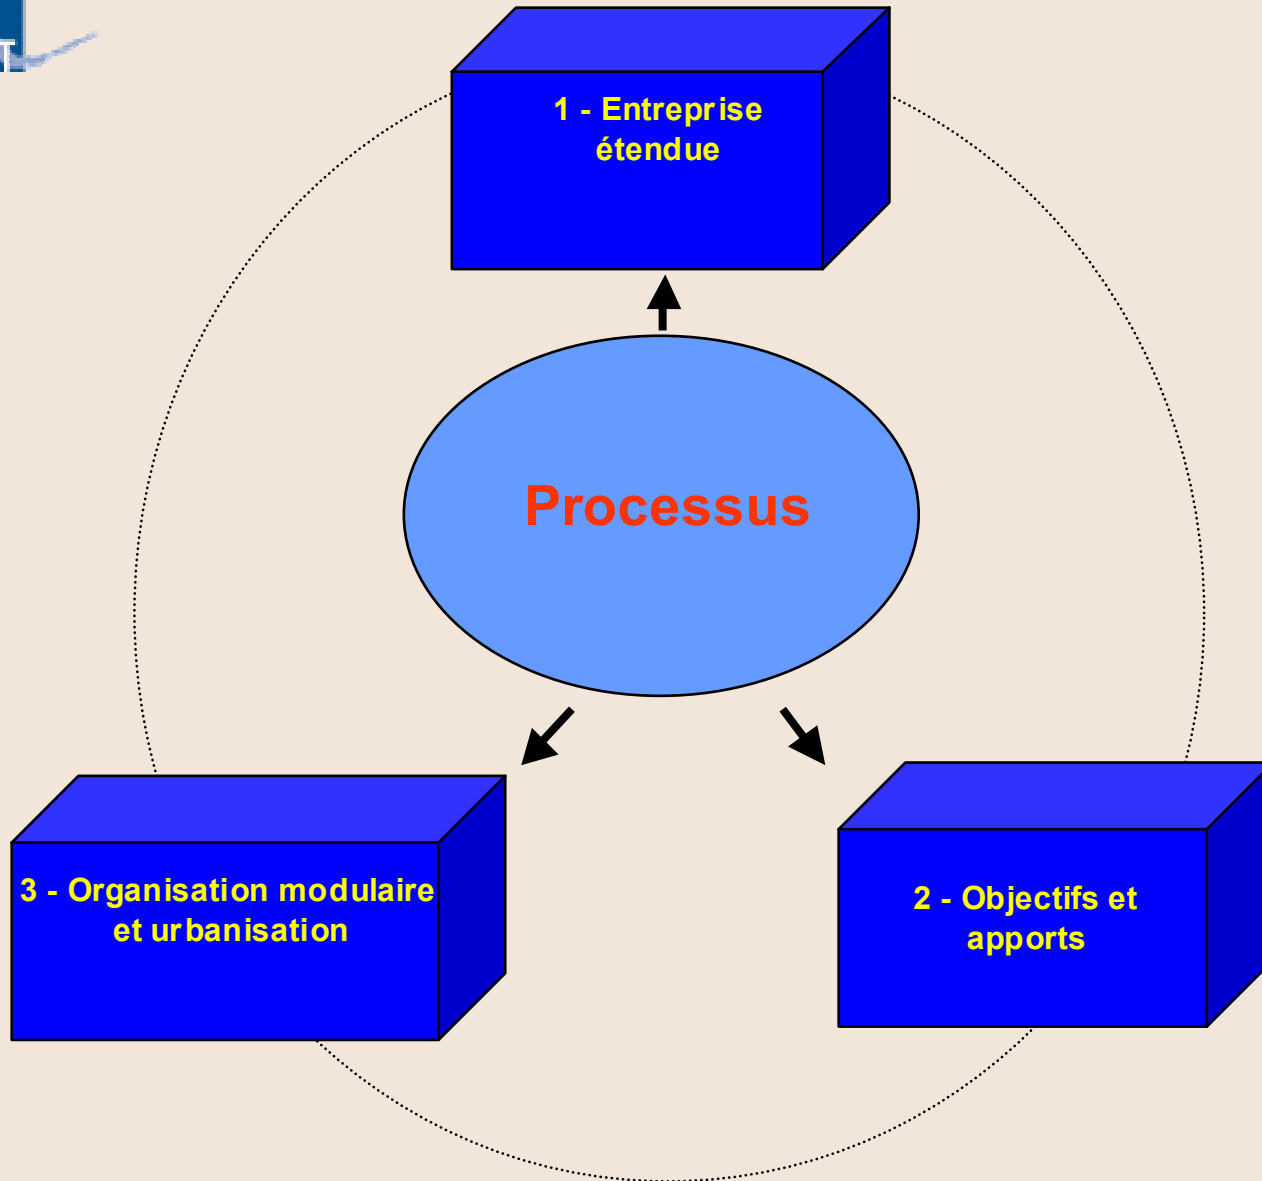 T
1 - Entreprise
étendue
Processus
3 - Organisation modulaire
et urbanisation
2 - Objectifs et
apports